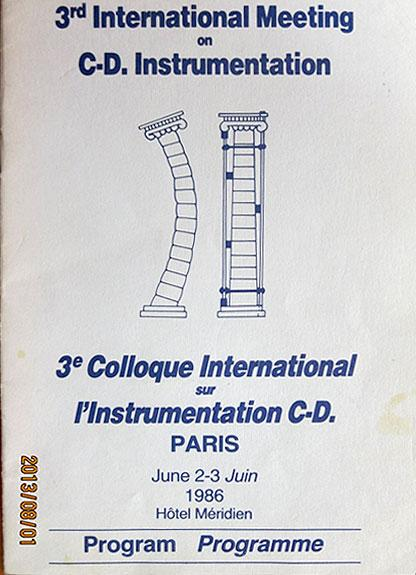 3rd International Meeting
on
C-D. Instrumentation
3e Colloque International
sur
l'Instrumentation C-D.
PARIS
June 2-3 Juin
1986
Hôtel Méridien
Program Programme
2013/08/01